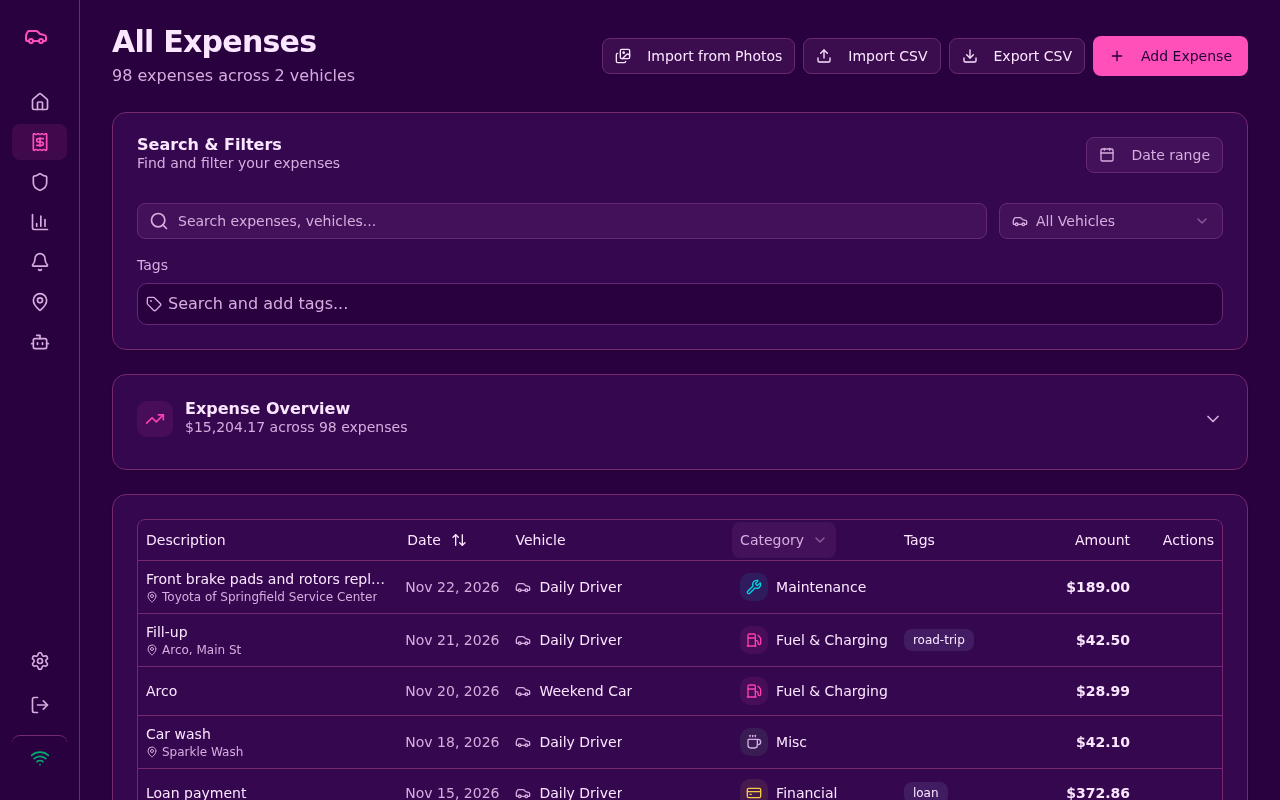 All Expenses
98 expenses across 2 vehicles
Import from Photos
Import CSV
Export CSV
Add Expense
Search & Filters
Find and filter your expenses
Date range
Search expenses, vehicles...
All Vehicles
Tags
Search and add tags...
Expense Overview
$15,204.17 across 98 expenses
Description Date Vehicle Category Tags Amount Actions
Front brake pads and rotors repl...
Toyota of Springfield Service Center
Nov 22, 2026 Daily Driver Maintenance $189.00
Fill-up
Arco, Main St
Nov 21, 2026 Daily Driver Fuel & Charging road-trip $42.50
Arco Nov 20, 2026 Weekend Car Fuel & Charging $28.99
Car wash
Sparkle Wash
Nov 18, 2026 Daily Driver Misc $42.10
Loan payment Nov 15, 2026 Daily Driver Financial loan $372.86